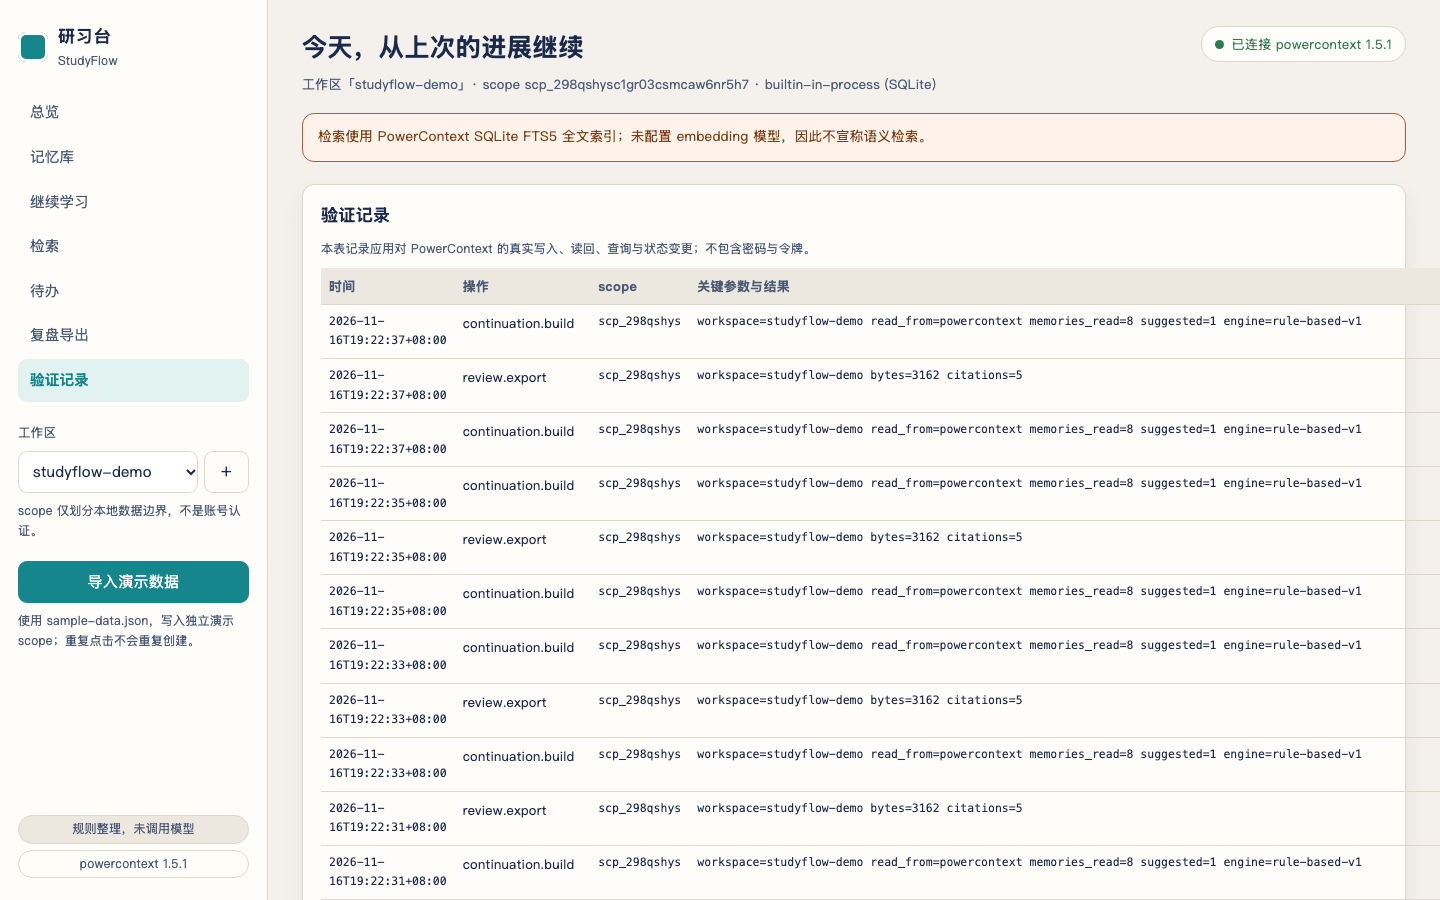 研习台
StudyFlow
总览
记忆库
继续学习
检索
待办
复盘导出
验证记录
工作区
studyflow-demo
+
scope 仅划分本地数据边界，不是账号认
证。
导入演示数据
使用 sample-data.json，写入独立演示
scope；重复点击不会重复创建。
规则整理，未调用模型
powercontext 1.5.1
今天，从上次的进展继续
已连接 powercontext 1.5.1
工作区「studyflow-demo」 · scope scp_298qshysc1gr03csmcaw6nr5h7 · builtin-in-process (SQLite)
检索使用 PowerContext SQLite FTS5 全文索引；未配置 embedding 模型，因此不宣称语义检索。
验证记录
本表记录应用对 PowerContext 的真实写入、读回、查询与状态变更；不包含密码与令牌。
时间 操作 scope 关键参数与结果
2026-11-
16T19:22:37+08:00 continuation.build scp_298qshys workspace=studyflow-demo read_from=powercontext memories_read=8 suggested=1 engine=rule-based-v1
2026-11-
16T19:22:37+08:00 review.export scp_298qshys workspace=studyflow-demo bytes=3162 citations=5
2026-11-
16T19:22:37+08:00 continuation.build scp_298qshys workspace=studyflow-demo read_from=powercontext memories_read=8 suggested=1 engine=rule-based-v1
2026-11-
16T19:22:35+08:00 continuation.build scp_298qshys workspace=studyflow-demo read_from=powercontext memories_read=8 suggested=1 engine=rule-based-v1
2026-11-
16T19:22:35+08:00 review.export scp_298qshys workspace=studyflow-demo bytes=3162 citations=5
2026-11-
16T19:22:35+08:00 continuation.build scp_298qshys workspace=studyflow-demo read_from=powercontext memories_read=8 suggested=1 engine=rule-based-v1
2026-11-
16T19:22:33+08:00 continuation.build scp_298qshys workspace=studyflow-demo read_from=powercontext memories_read=8 suggested=1 engine=rule-based-v1
2026-11-
16T19:22:33+08:00 review.export scp_298qshys workspace=studyflow-demo bytes=3162 citations=5
2026-11-
16T19:22:33+08:00 continuation.build scp_298qshys workspace=studyflow-demo read_from=powercontext memories_read=8 suggested=1 engine=rule-based-v1
2026-11-
16T19:22:31+08:00 review.export scp_298qshys workspace=studyflow-demo bytes=3162 citations=5
2026-11-
16T19:22:31+08:00 continuation.build scp_298qshys workspace=studyflow-demo read_from=powercontext memories_read=8 suggested=1 engine=rule-based-v1